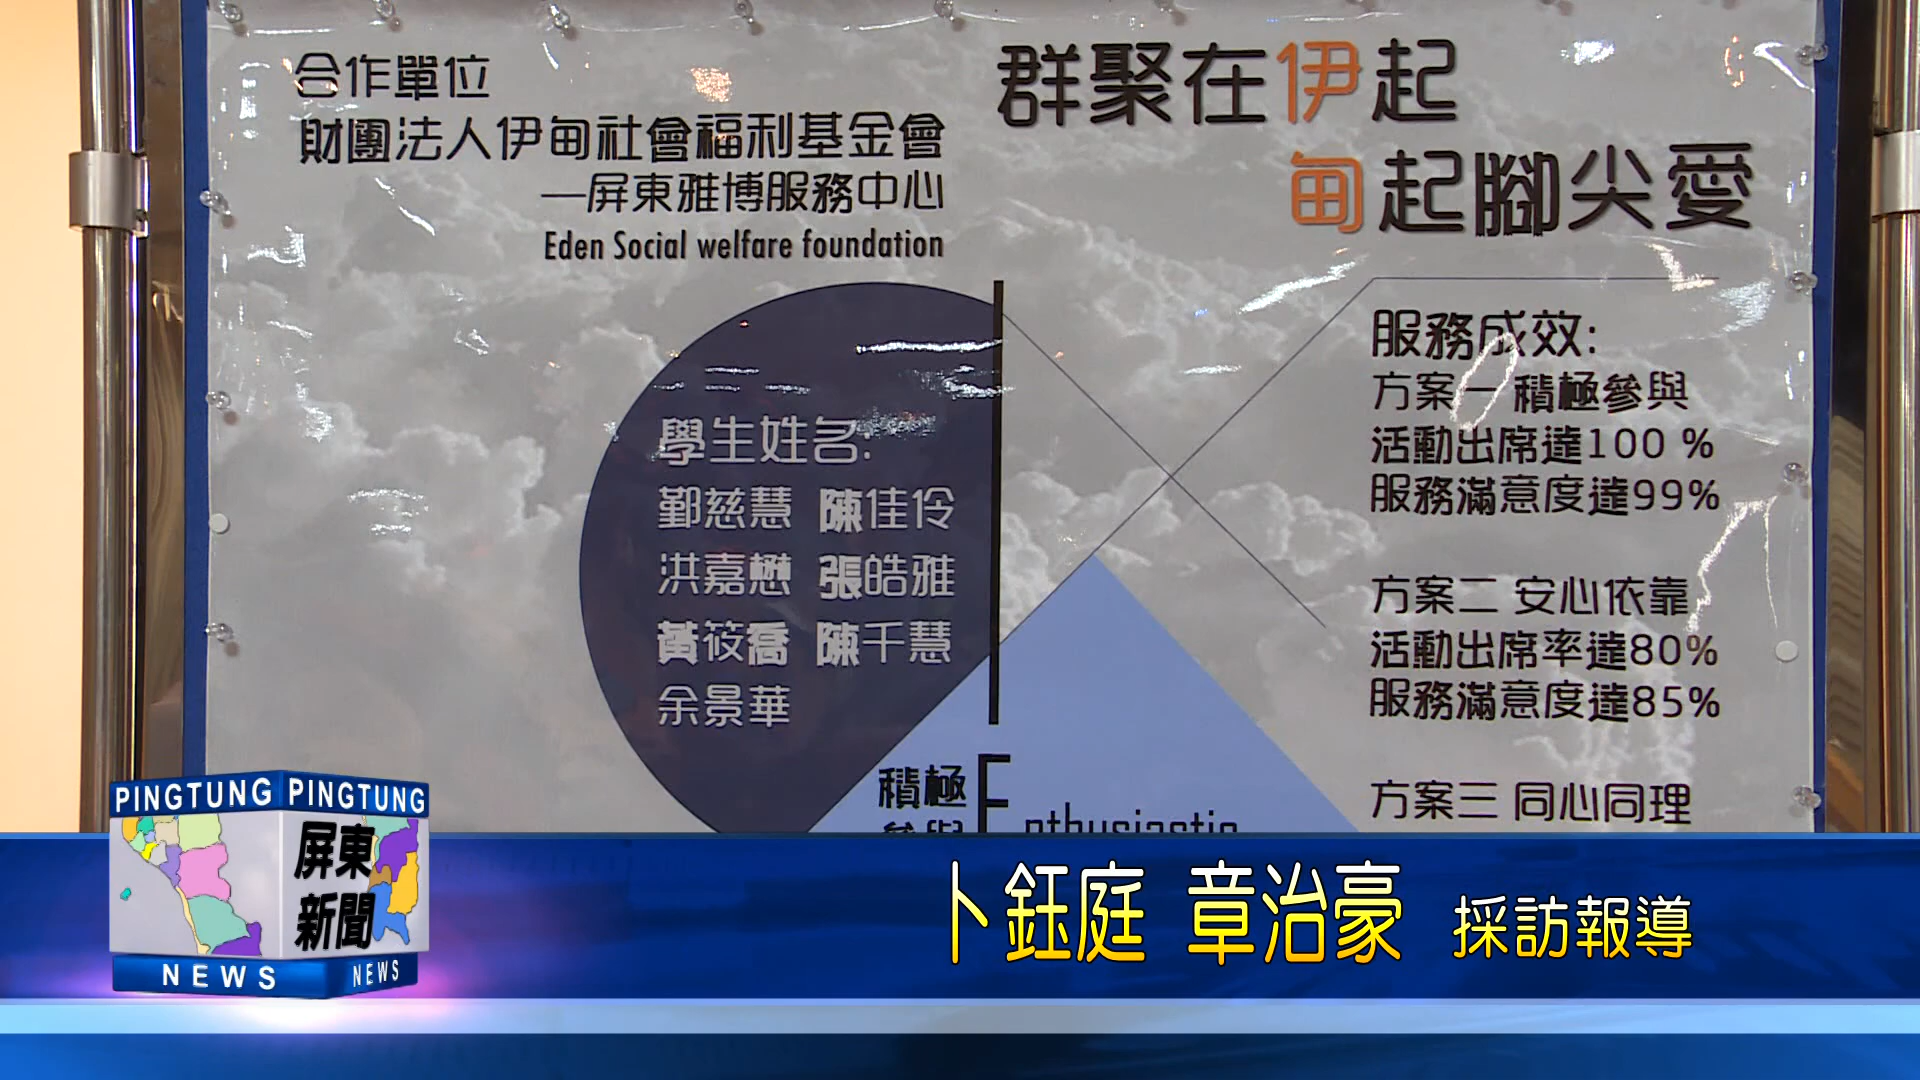 合作單位
財團法人伊甸社會福利基金會
—屏東雅博服務中心
Eden Social welfare foundation
群聚在伊起
甸起腳尖愛
學生姓名:
鄞慈慧 陳佳伶
洪嘉懋 張皓雅
黃筱喬 陳千慧
余景華
服務成效:
方案一 積極參與
活動出席達100 %
服務滿意度達99%
方案二 安心依靠
活動出席率達80%
服務滿意度達85%
方案三 同心同理
積極
參與
Enthusiastic
PINGTUNG PINGTUNG
屏東
新聞
NEWS NEWS
卜鈺庭 章治豪 採訪報導